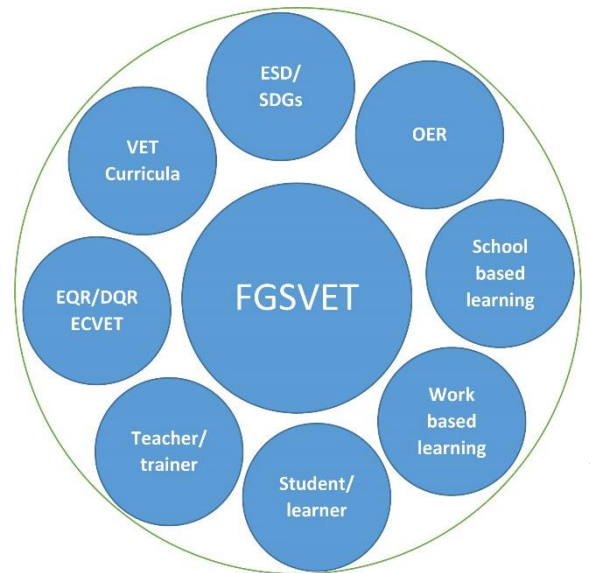 ESD/
SDGs
OER
School
based
learning
Work
based
learning
Student/
learner
Teacher/
trainer
EQR/DQR
ECVET
VET
Curricula
FGSVET